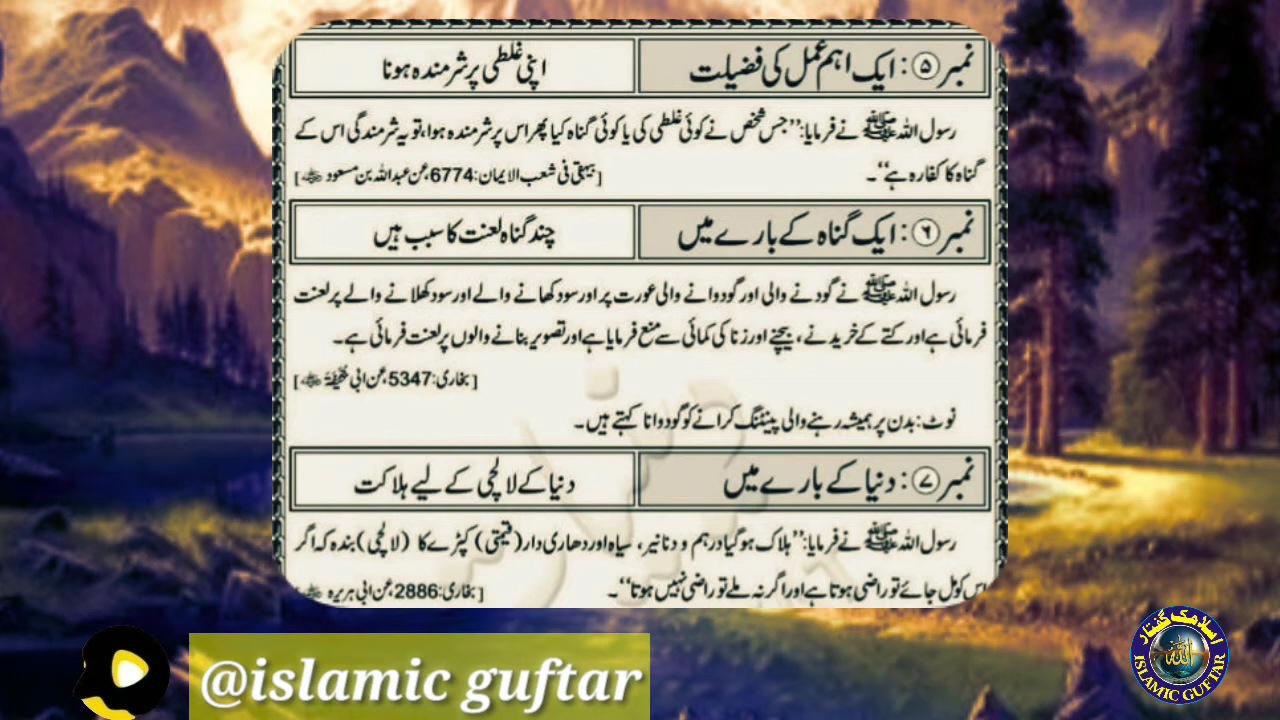 نمبر ۵: ایک اہم عمل کی فضیلت
اپنی غلطی پر شرمندہ ہونا
رسول اللہ ﷺ نے فرمایا: ”جس شخص نے کوئی غلطی کی یا کوئی گناہ کیا پھر اس پر شرمندہ ہوا، تو یہ شرمندگی اس کے
گناہ کا کفارہ ہے“۔ [بیہقی فی شعب الایمان: 6774، عن عبداللہ بن مسعود ؓ]
نمبر ۶: ایک گناہ کے بارے میں
چند گناہ لعنت کا سبب ہیں
رسول اللہ ﷺ نے گودنے والی اور گودوانے والی عورت پر اور سود کھانے والے اور سود کھلانے والے پر لعنت
فرمائی ہے اور کتے کے خریدنے، بیچنے اور زنا کی کمائی سے منع فرمایا ہے اور تصویر بنانے والوں پر لعنت فرمائی ہے۔
[بخاری: 5347، عن ابی جحیفۃ ؓ]
نوٹ: بدن پر ہمیشہ رہنے والی پینٹنگ کرانے کو گودوانا کہتے ہیں۔
نمبر ۷: دنیا کے بارے میں
دنیا کے لالچی کے لیے ہلاکت
رسول اللہ ﷺ نے فرمایا: ”ہلاک ہو گیا درہم و دنانیر، سیاہ اور دھاری دار (قیمتی) کپڑے کا (لالچی) بندہ کہ اگر
اس کو مل جائے تو راضی ہوتا ہے اور اگر نہ ملے تو راضی نہیں ہوتا“۔ [بخاری: 2886، عن ابی ہریرہ ؓ]
@islamic guftar
اسلامک گفتار
اللہ
ISLAMIC GUFTAR